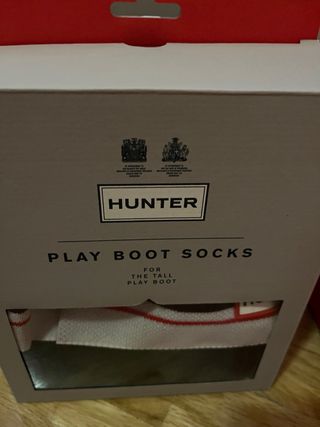 HUNTER
PLAY BOOT SOCKS
FOR
THE TALL
PLAY BOOT